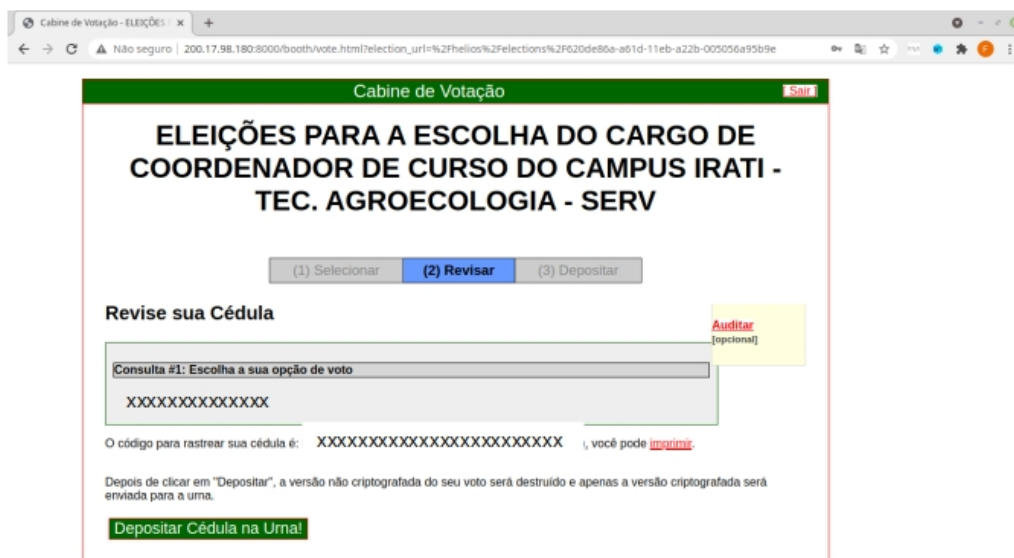 Cabine de Votação - ELEIÇÕES
Não seguro | 200.17.98.180:8000/booth/vote.html?election_url=%2Fhelios%2Felections%2F620de86a-a61d-11eb-a22b-005056a95b9e
Cabine de Votação
[ Sair ]
ELEIÇÕES PARA A ESCOLHA DO CARGO DE
COORDENADOR DE CURSO DO CAMPUS IRATI -
TEC. AGROECOLOGIA - SERV
(1) Selecionar (2) Revisar (3) Depositar
Revise sua Cédula
Auditar
[opcional]
Consulta #1: Escolha a sua opção de voto
XXXXXXXXXXXXXX
O código para rastrear sua cédula é: XXXXXXXXXXXXXXXXXXXXXXXX , você pode imprimir.
Depois de clicar em "Depositar", a versão não criptografada do seu voto será destruído e apenas a versão criptografada será
enviada para a urna.
Depositar Cédula na Urna!